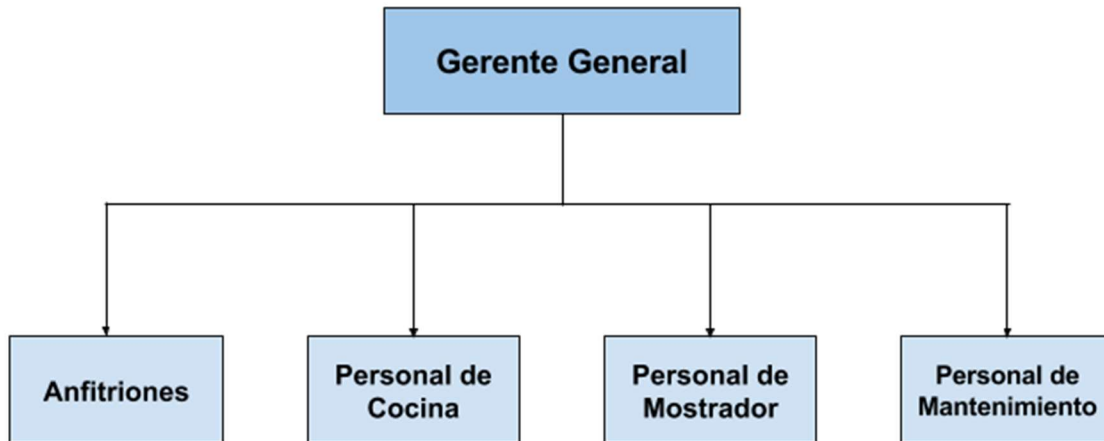 Gerente General
Anfitriones
Personal de
Cocina
Personal de
Mostrador
Personal de
Mantenimiento